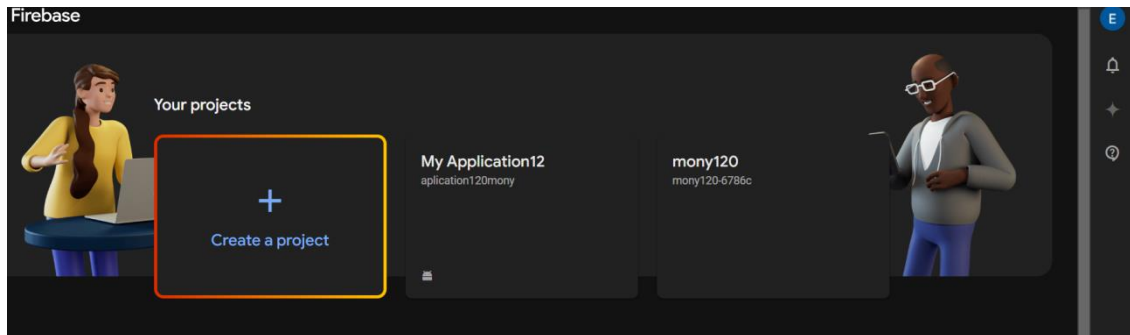 Firebase
E
Your projects
+
Create a project
My Application12
aplication120mony
mony120
mony120-6786c